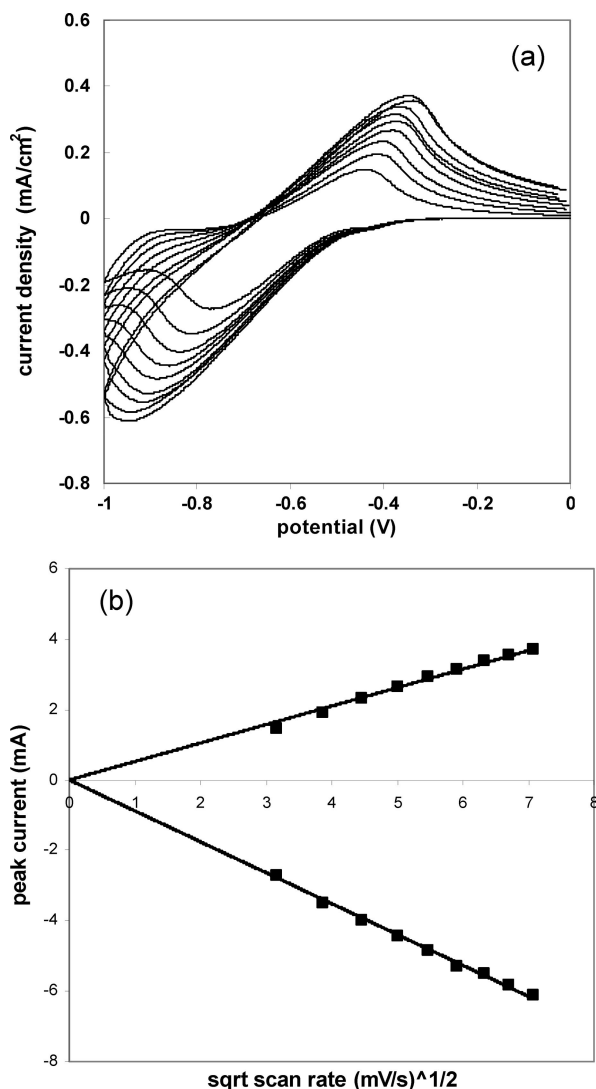 (a)
0.6
0.4
0.2
0
-0.2
-0.4
-0.6
-0.8
current density (mA/cm²)
-1 -0.8 -0.6 -0.4 -0.2 0
potential (V)
(b)
6
4
2
0
-2
-4
-6
-8
peak current (mA)
0 1 2 3 4 5 6 7 8
sqrt scan rate (mV/s)^1/2